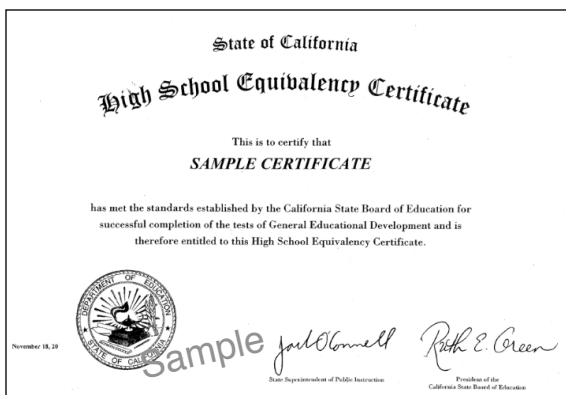 State of California
High School Equivalency Certificate
This is to certify that
SAMPLE CERTIFICATE
has met the standards established by the California State Board of Education for
successful completion of the tests of General Educational Development and is
therefore entitled to this High School Equivalency Certificate.
DEPARTMENT OF EDUCATION
STATE OF CALIFORNIA
November 18, 20
Sample
Jack O'Connell
Ruth E. Green
State Superintendent of Public Instruction
President of the
California State Board of Education